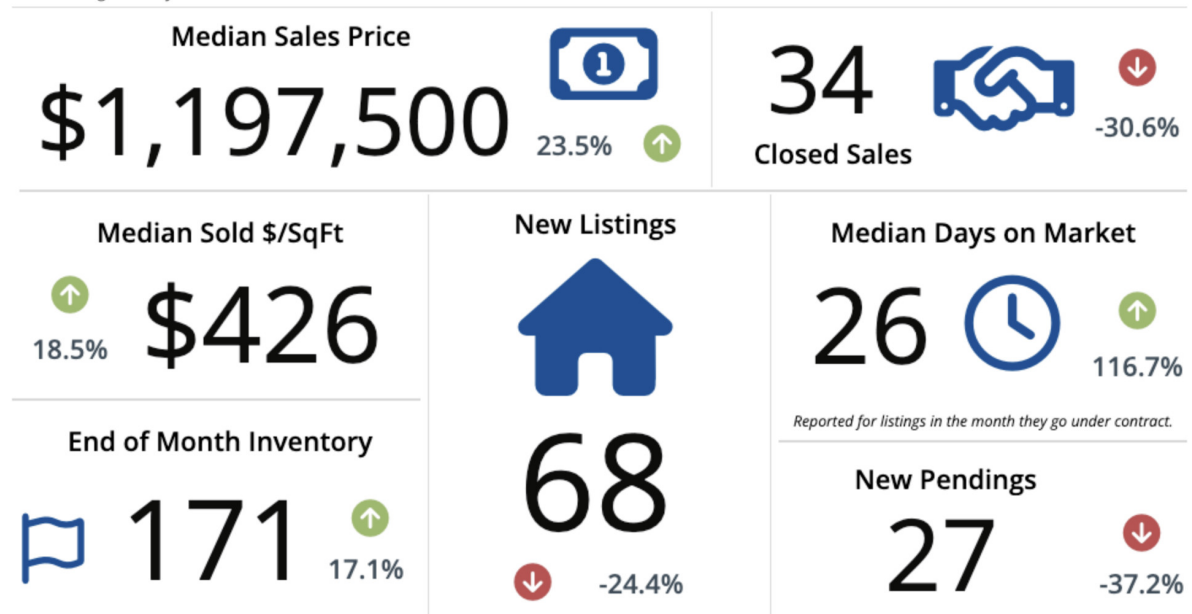 Median Sales Price
$1,197,500
1
23.5%
34
Closed Sales
-30.6%
Median Sold $/SqFt
18.5%
$426
New Listings
68
-24.4%
Median Days on Market
26
116.7%
Reported for listings in the month they go under contract.
End of Month Inventory
171
17.1%
New Pendings
27
-37.2%